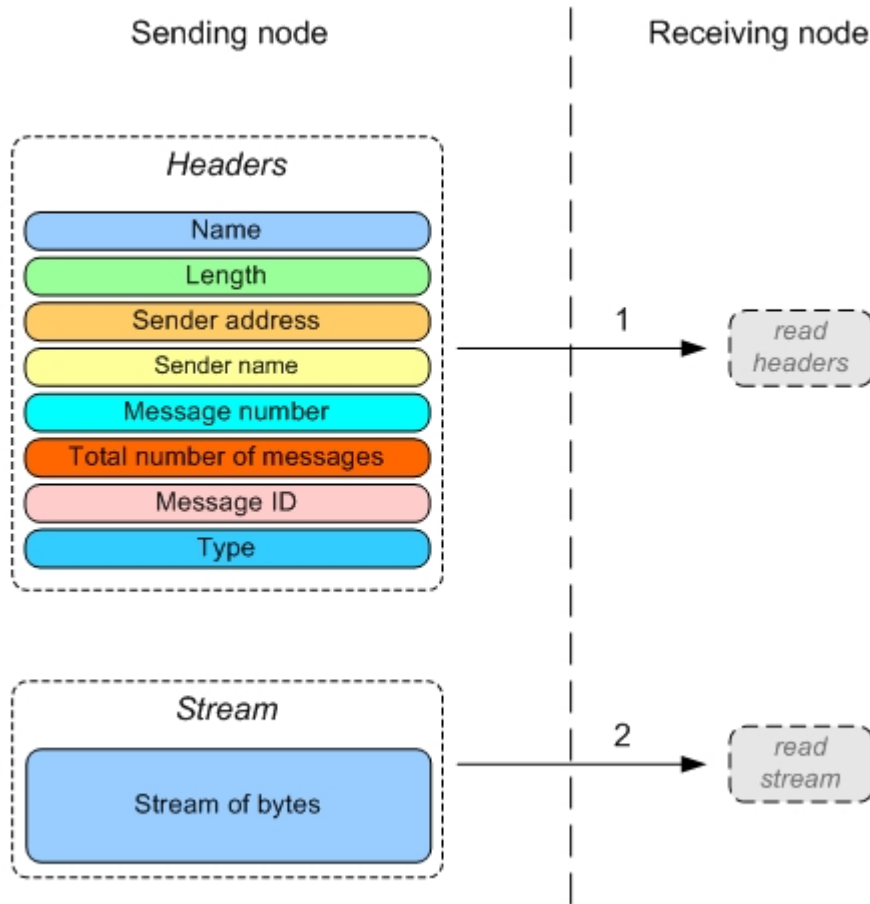 Sending node
Receiving node
Headers
Name
Length
Sender address
Sender name
Message number
Total number of messages
Message ID
Type
1
read
headers
Stream
Stream of bytes
2
read
stream